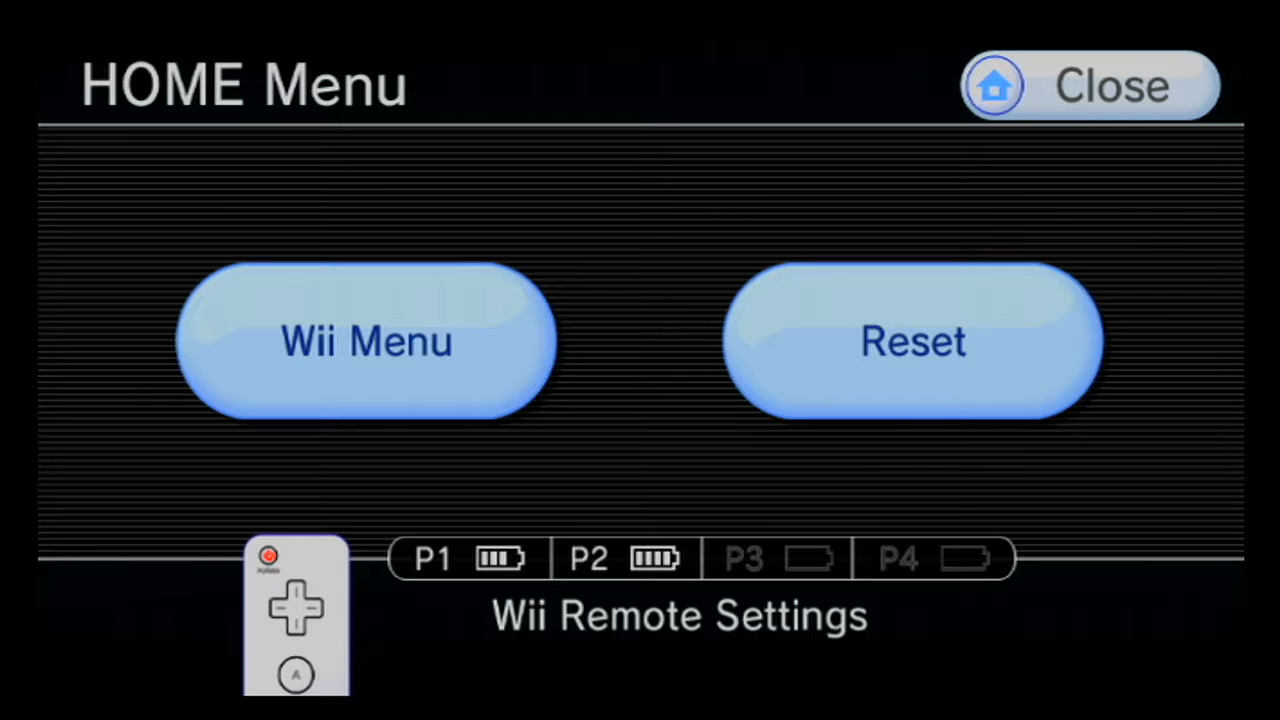 HOME Menu
Close
Wii Menu
Reset
P1
P2
P3
P4
Wii Remote Settings
A